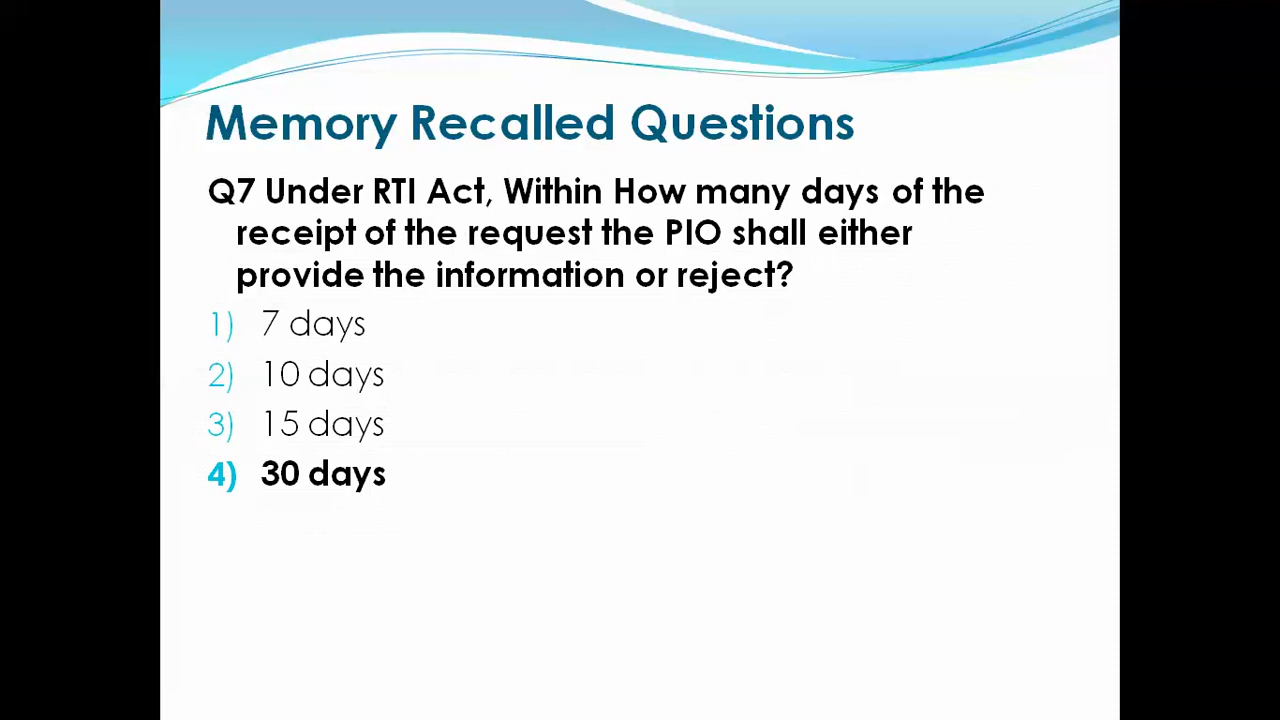 Memory Recalled Questions
Q7 Under RTI Act, Within How many days of the
receipt of the request the PIO shall either
provide the information or reject?
1) 7 days
2) 10 days
3) 15 days
4) 30 days